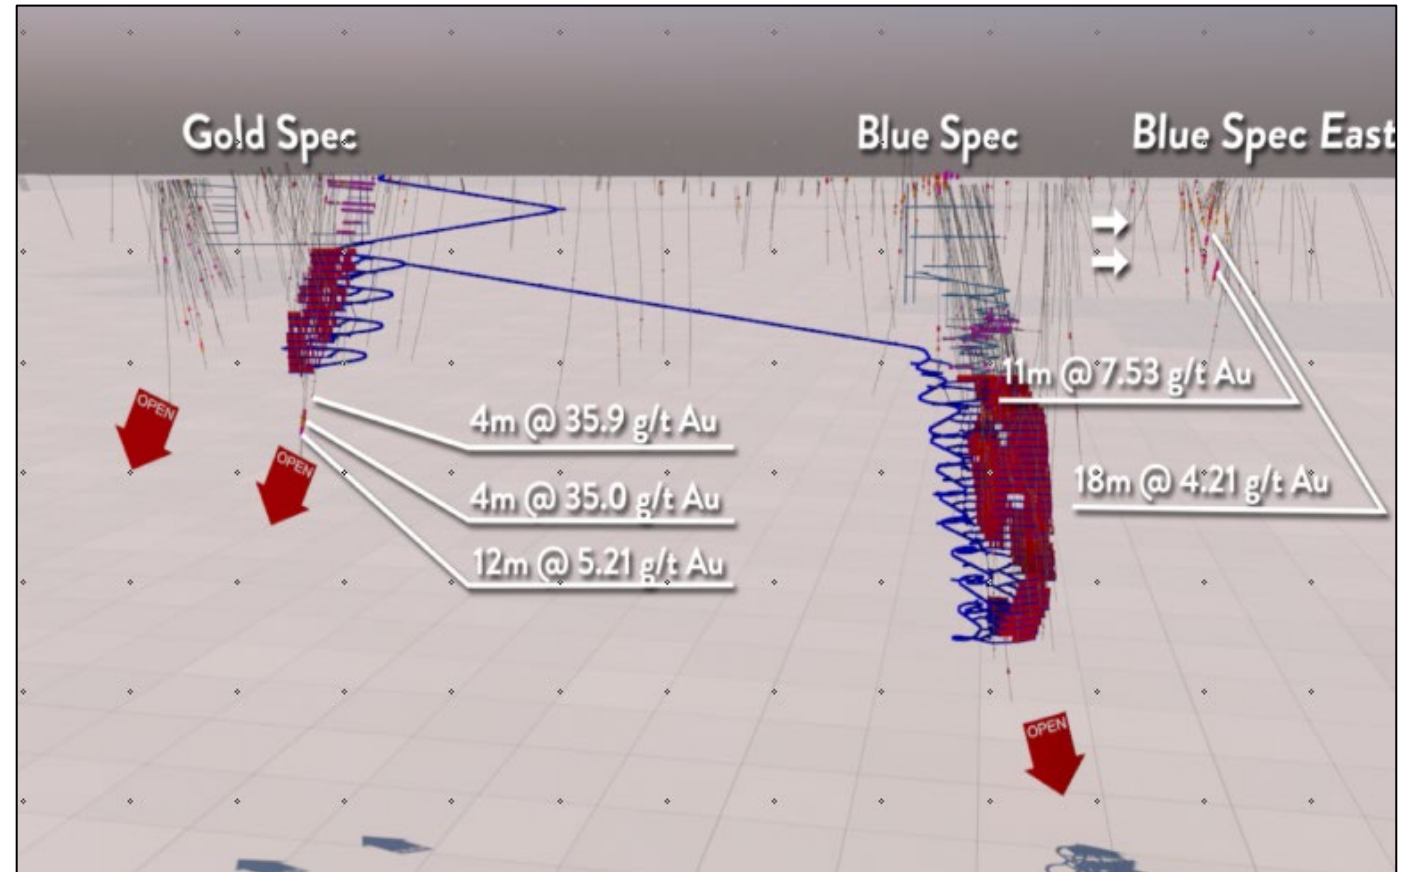 Gold Spec
Blue Spec
Blue Spec East
OPEN
OPEN
4m @ 35.9 g/t Au
4m @ 35.0 g/t Au
12m @ 5.21 g/t Au
11m @ 7.53 g/t Au
18m @ 4.21 g/t Au
OPEN